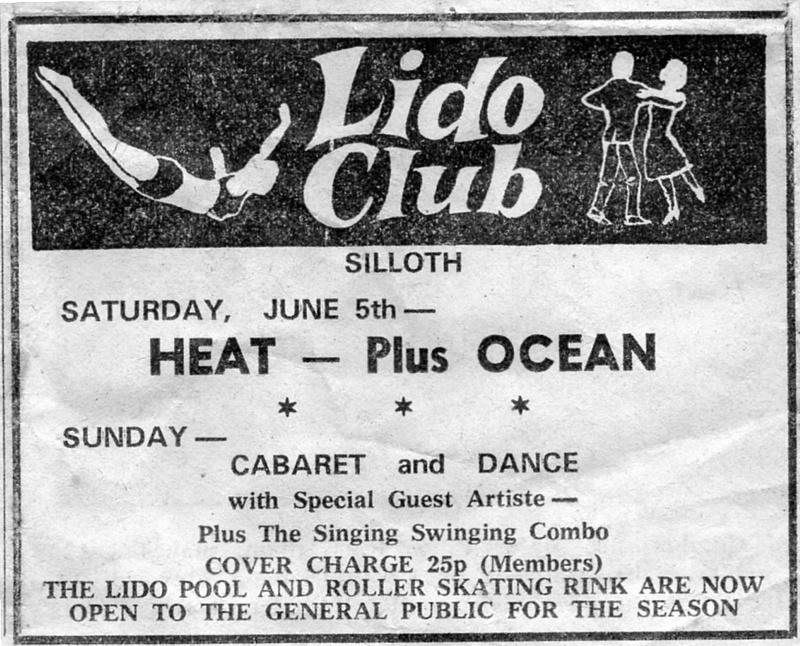 Lido
Club
SILLOTH
SATURDAY, JUNE 5th —
HEAT — Plus OCEAN
* * *
SUNDAY —
CABARET and DANCE
with Special Guest Artiste —
Plus The Singing Swinging Combo
COVER CHARGE 25p (Members)
THE LIDO POOL AND ROLLER SKATING RINK ARE NOW
OPEN TO THE GENERAL PUBLIC FOR THE SEASON